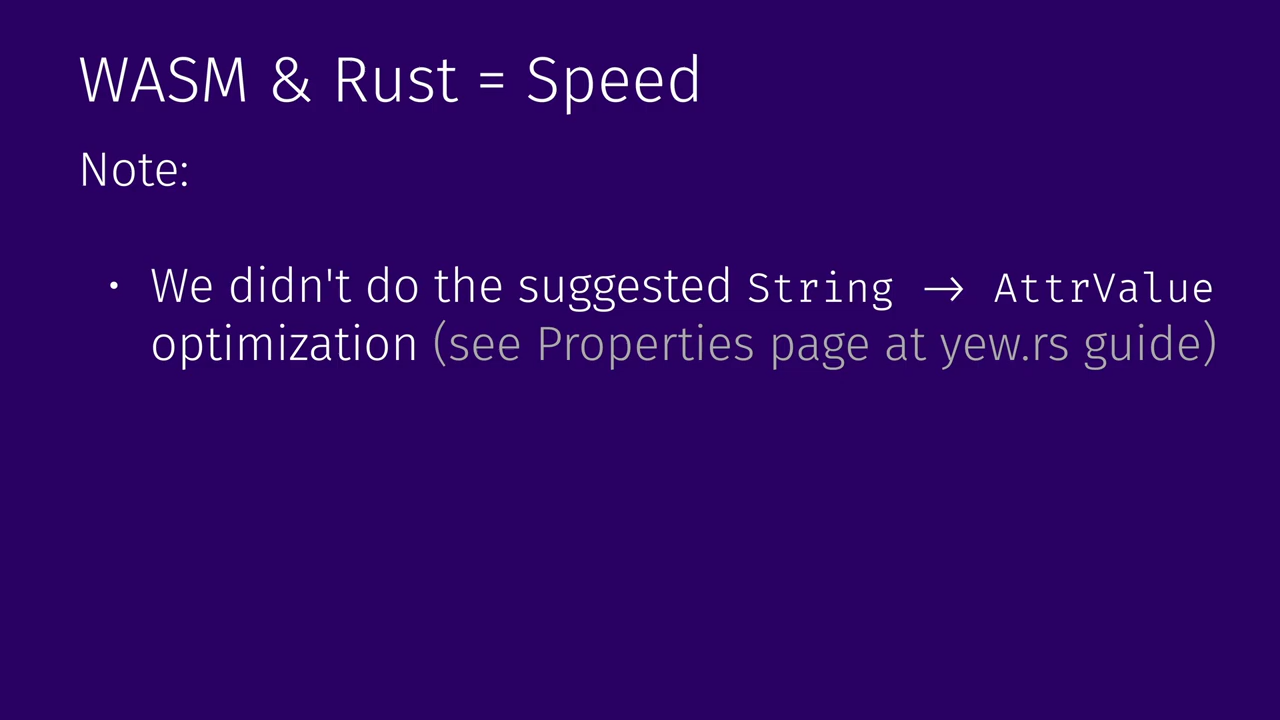 WASM & Rust = Speed
Note:
• We didn't do the suggested String → AttrValue
optimization (see Properties page at yew.rs guide)